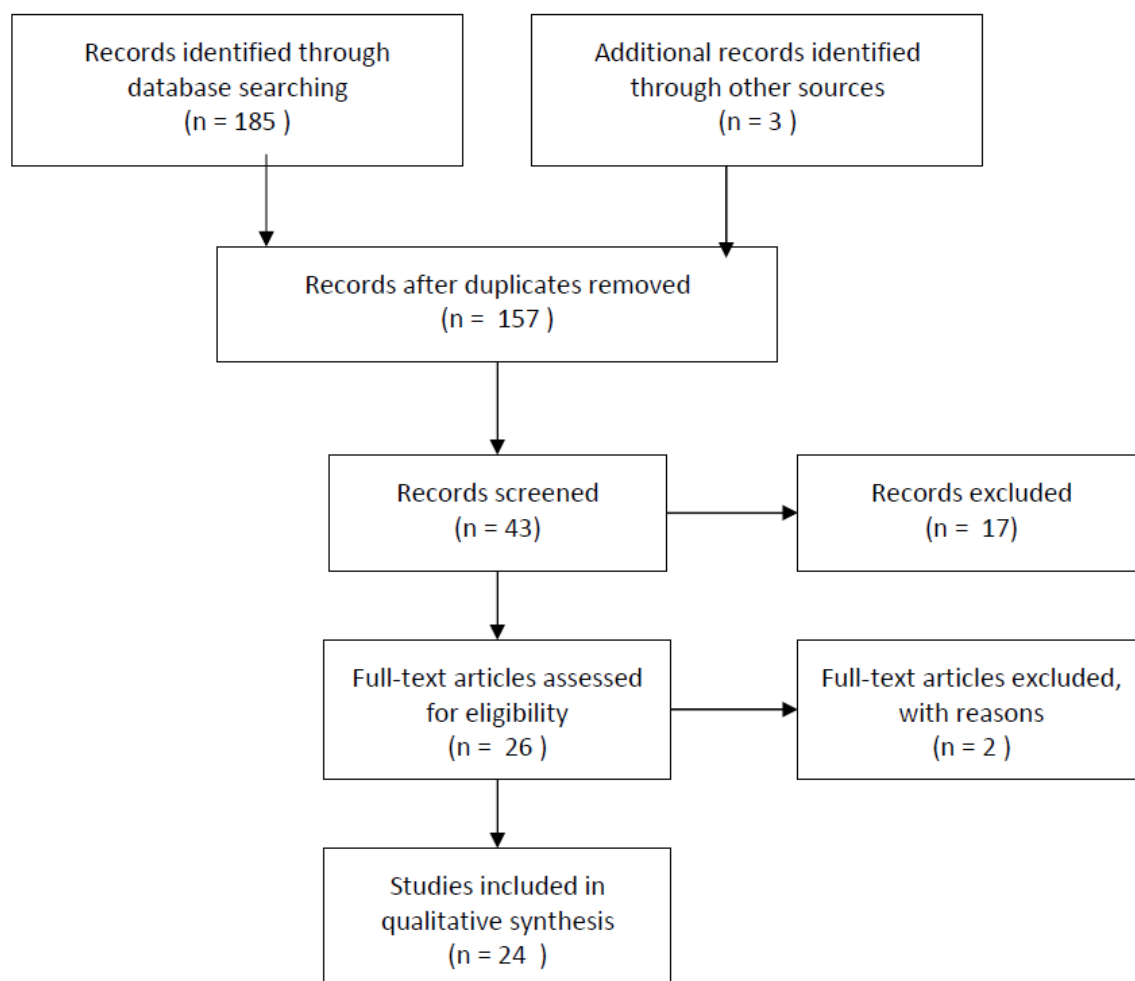 Records identified through
database searching
(n = 185 )
Additional records identified
through other sources
(n = 3 )
Records after duplicates removed
(n =  157 )
Records screened
(n = 43)
Records excluded
(n =  17)
Full-text articles assessed
for eligibility
(n =  26 )
Full-text articles excluded,
with reasons
(n = 2 )
Studies included in
qualitative synthesis
(n = 24  )